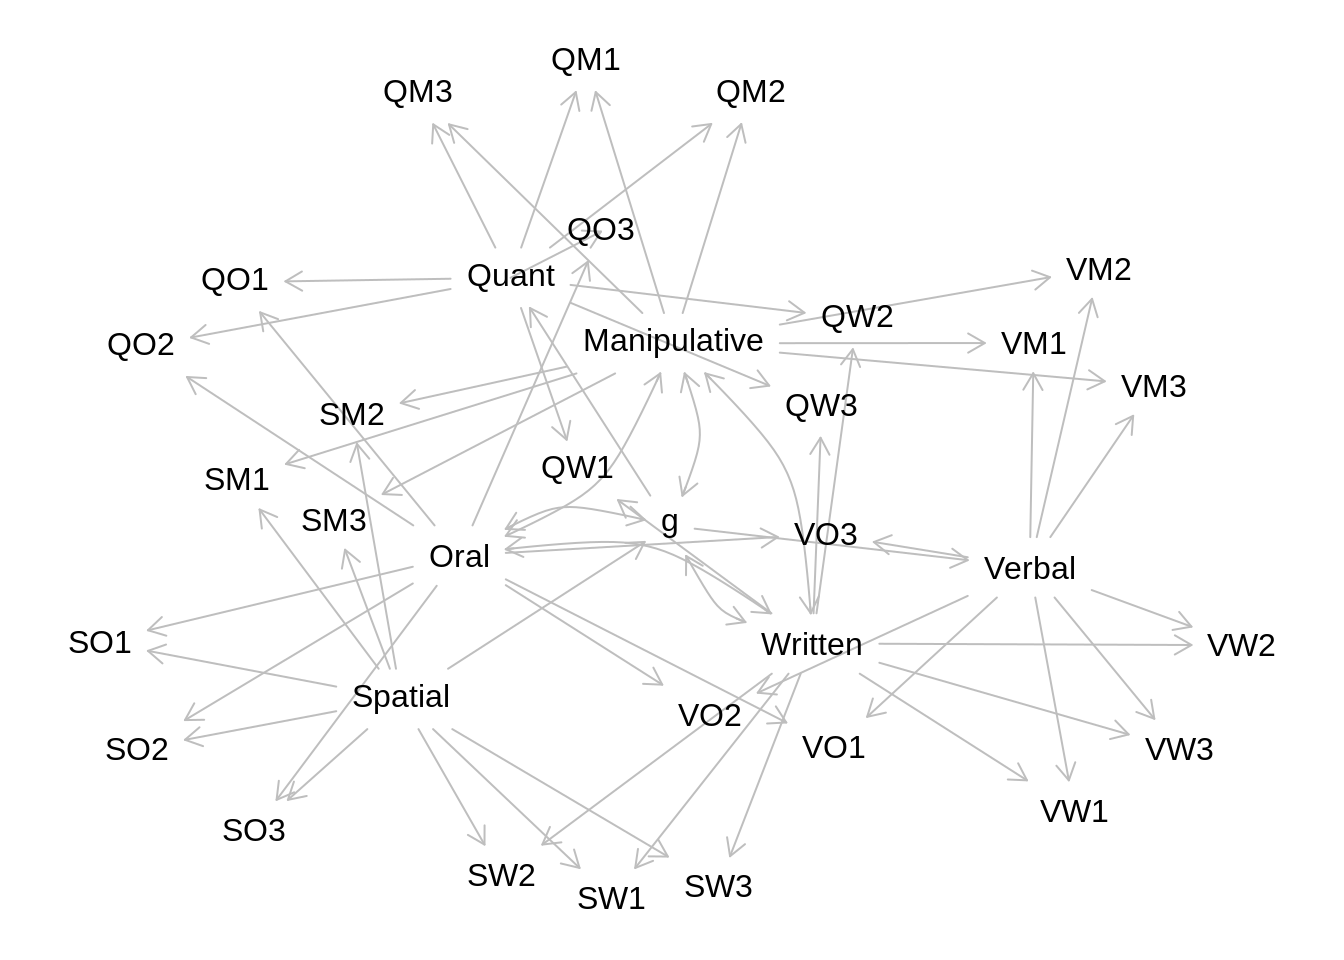 QM1
QM3
QM2
QO3
VM2
Quant
QO1
QW2
Manipulative
VM1
QO2
VM3
QW3
SM2
QW1
SM1
SM3
g
VO3
Oral
Verbal
SO1
Written
VW2
Spatial
VO2
VO1
SO2
VW3
VW1
SO3
SW2
SW3
SW1